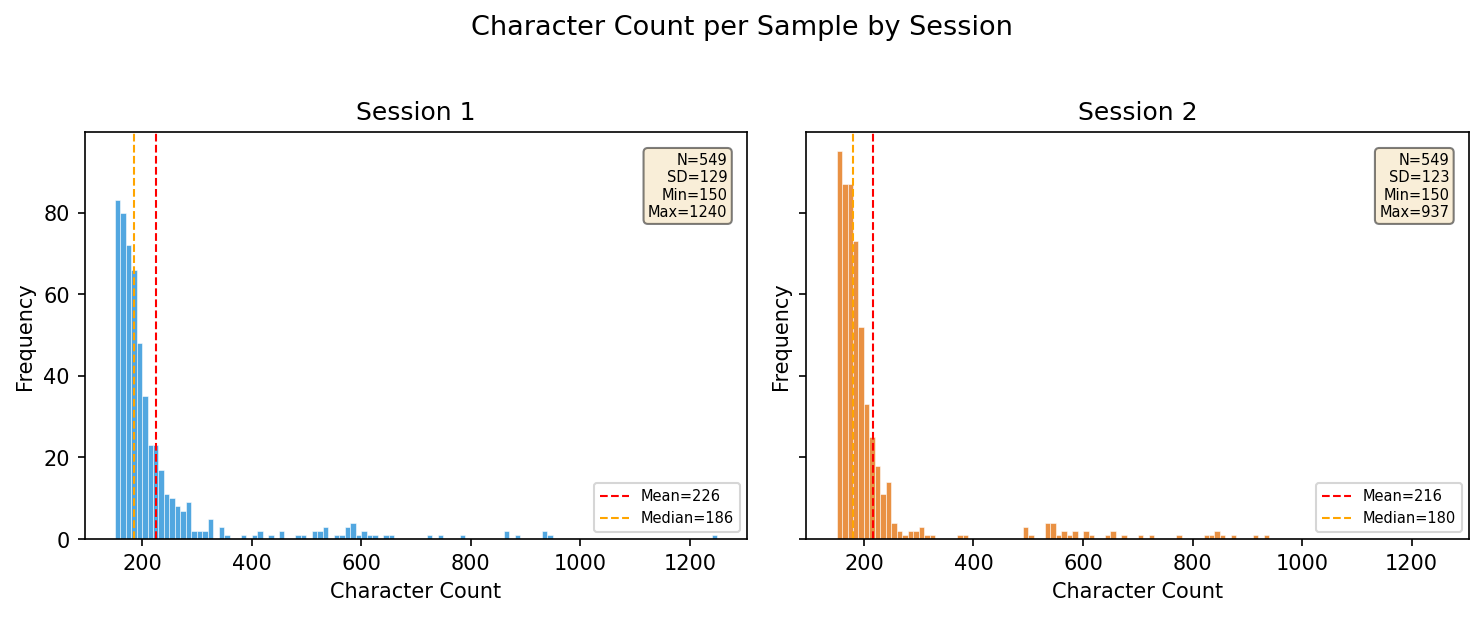 Character Count per Sample by Session
Session 1
N=549
SD=129
Min=150
Max=1240
Frequency
80
60
40
20
0
Mean=226
Median=186
200 400 600 800 1000 1200
Character Count
Session 2
N=549
SD=123
Min=150
Max=937
Frequency
Mean=216
Median=180
200 400 600 800 1000 1200
Character Count